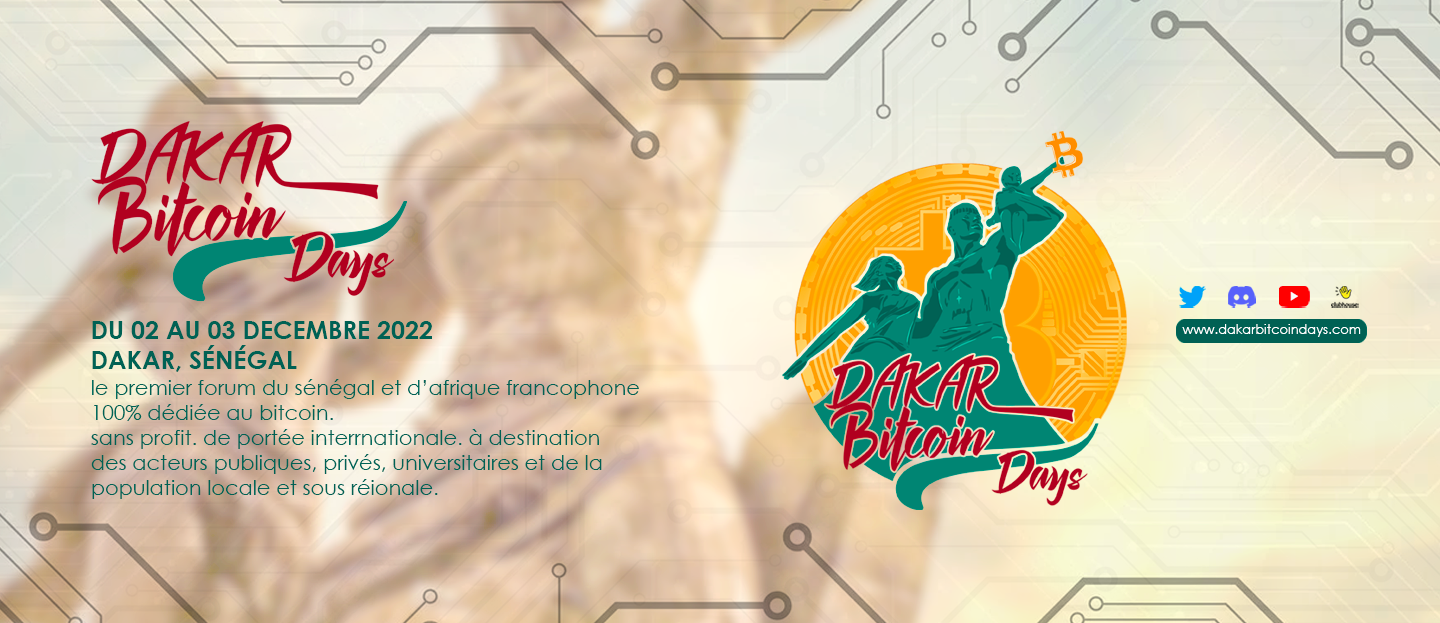 DAKAR
Bitcoin
Days
DU 02 AU 03 DECEMBRE 2022
DAKAR, SÉNÉGAL
le premier forum du sénégal et d’afrique francophone
100% dédiée au bitcoin.
sans profit. de portée interrnationale. à destination
des acteurs publiques, privés, universitaires et de la
population locale et sous réionale.
DAKAR
Bitcoin
Days
clubhouse
www.dakarbitcoindays.com